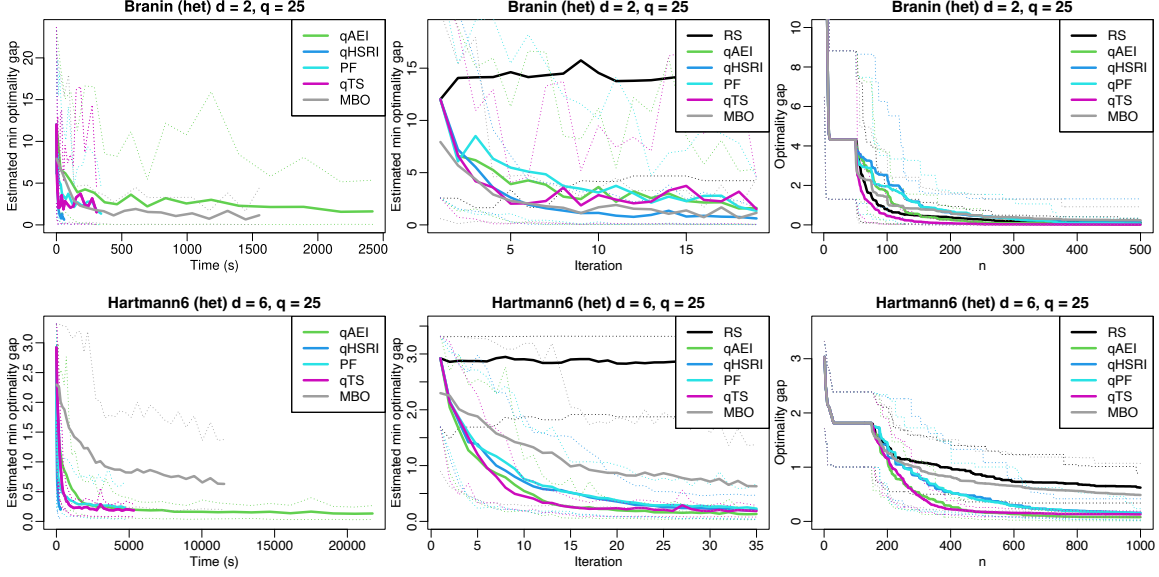 Branin (het) d = 2, q = 25
Estimated min optimality gap
20
15
10
5
0
qAEI
qHSRI
PF
qTS
MBO
0 500 1000 1500 2000 2500
Time (s)
Branin (het) d = 2, q = 25
Estimated min optimality gap
15
10
5
0
RS
qAEI
qHSRI
PF
qTS
MBO
5 10 15
Iteration
Branin (het) d = 2, q = 25
Optimality gap
10
8
6
4
2
0
RS
qAEI
qHSRI
qPF
qTS
MBO
0 100 200 300 400 500
n
Hartmann6 (het) d = 6, q = 25
Estimated min optimality gap
3.0
2.5
2.0
1.5
1.0
0.5
0.0
qAEI
qHSRI
PF
qTS
MBO
0 5000 10000 15000 20000
Time (s)
Hartmann6 (het) d = 6, q = 25
Estimated min optimality gap
3.0
2.0
1.0
0.0
RS
qAEI
qHSRI
PF
qTS
MBO
0 5 10 15 20 25 30 35
Iteration
Hartmann6 (het) d = 6, q = 25
Optimality gap
3
2
1
0
RS
qAEI
qHSRI
qPF
qTS
MBO
0 200 400 600 800 1000
n